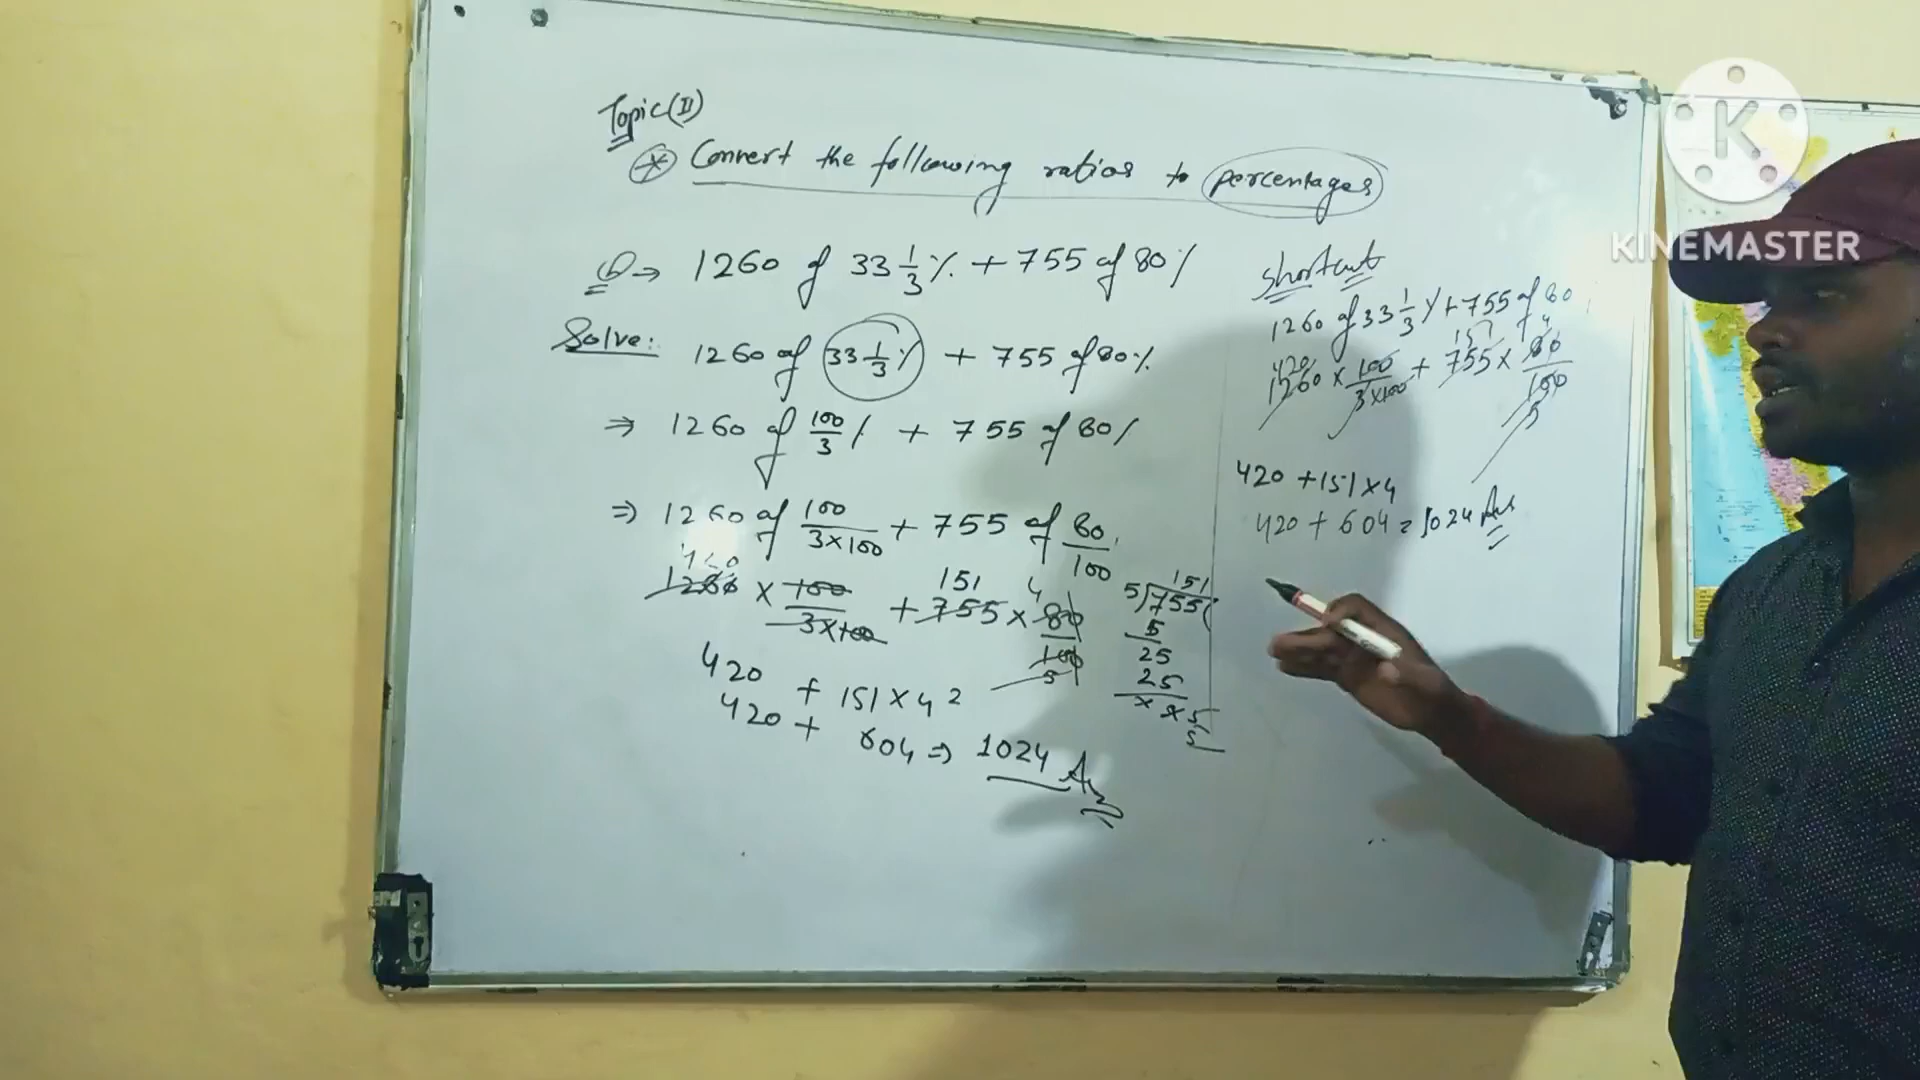 Topic (II)
* Convert the following ratios to percentages
⇒ 1260 of 33 1/3 % + 755 of 80 %
Solve: 1260 of 33 1/3 % + 755 of 80 %
⇒ 1260 of 100/3 % + 755 of 80 %
⇒ 1260 of 100/3×100 + 755 of 80/100
420 151 4
1260 × 100/3×100 + 755 × 80/100
5
420 + 151 × 4 =
420 + 604 ⇒ 1024 Ans
151
5)755(
5
25
25
× × 5
5
Shortcut
1260 of 33 1/3 % + 755 of 80
420 151 4
1260 × 100/3×100 + 755 × 80/100
5
420 + 151 × 4
420 + 604 = 1024 Ans
K
KINEMASTER